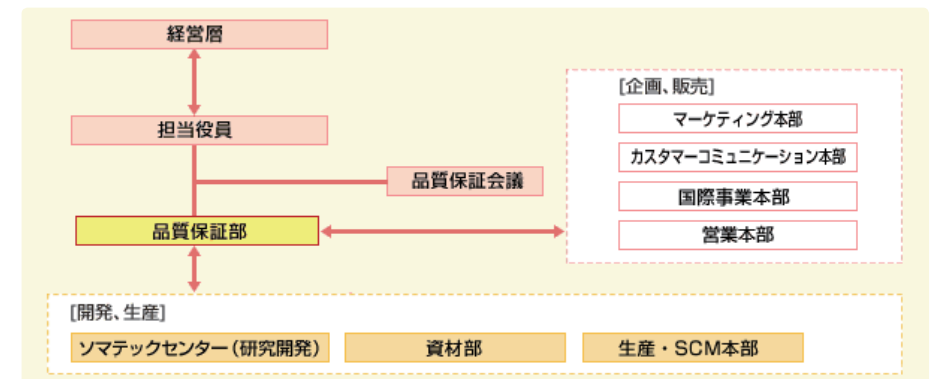 経営層
担当役員
品質保証会議
品質保証部
[企画、販売]
マーケティング本部
カスタマーコミュニケーション本部
国際事業本部
営業本部
[開発、生産]
ソマテックセンター(研究開発)
資材部
生産・SCM本部